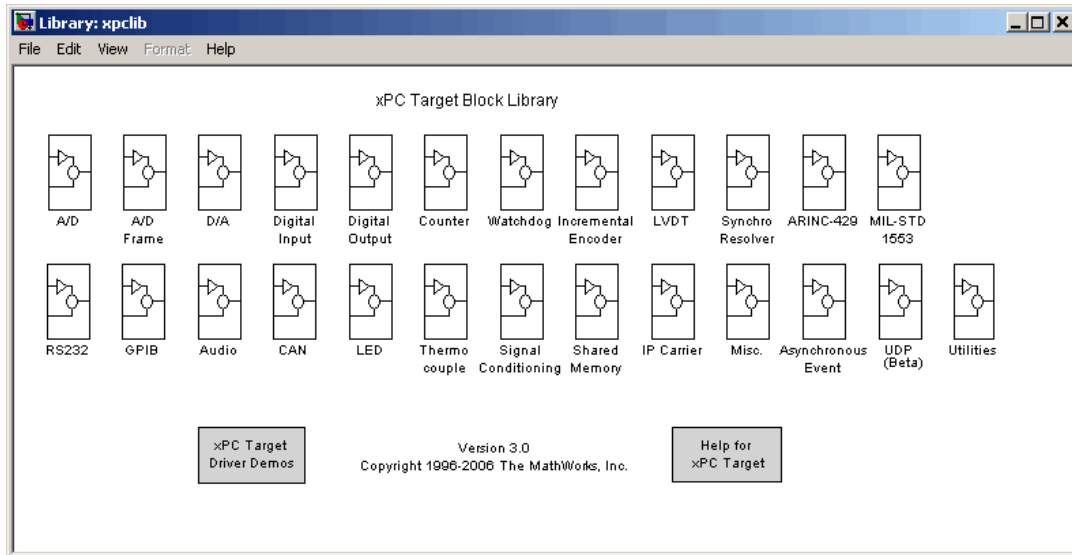 Library: xpclib
File Edit View Format Help
xPC Target Block Library
A/D A/D Frame D/A Digital Input Digital Output Counter Watchdog Incremental Encoder LVDT Synchro Resolver ARINC-429 MIL-STD 1553
RS232 GPIB Audio CAN LED Thermo couple Signal Conditioning Shared Memory IP Carrier Misc. Asynchronous Event UDP (Beta) Utilities
xPC Target
Driver Demos
Version 3.0
Copyright 1996-2006 The MathWorks, Inc.
Help for
xPC Target